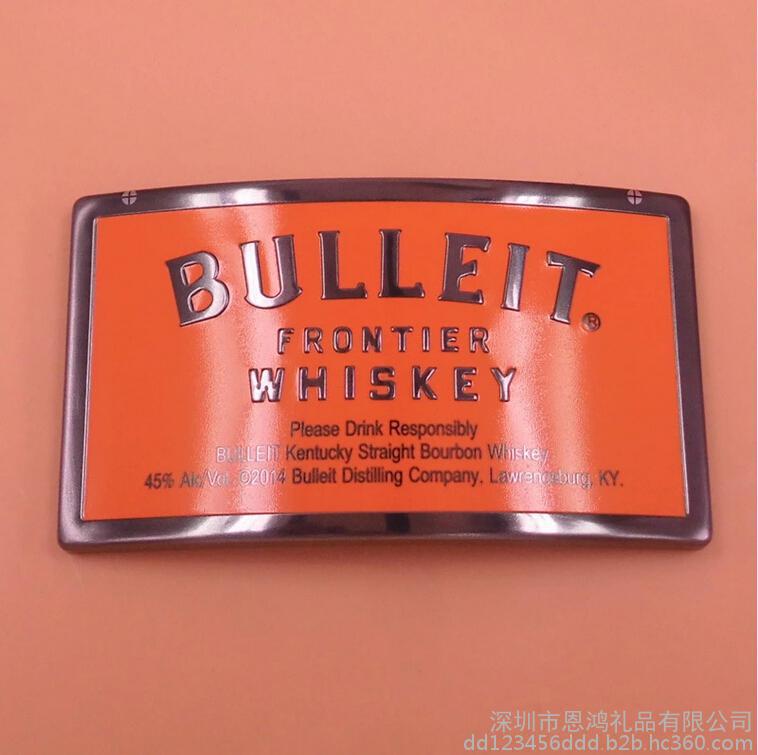 BULLEIT®
FRONTIER
WHISKEY
Please Drink Responsibly
BULLEIT Kentucky Straight Bourbon Whiskey
45% Alc/Vol. ©2014 Bulleit Distilling Company, Lawrenceburg, KY.
深圳市恩鸿礼品有限公司
dd123456ddd.b2b.hc360.com